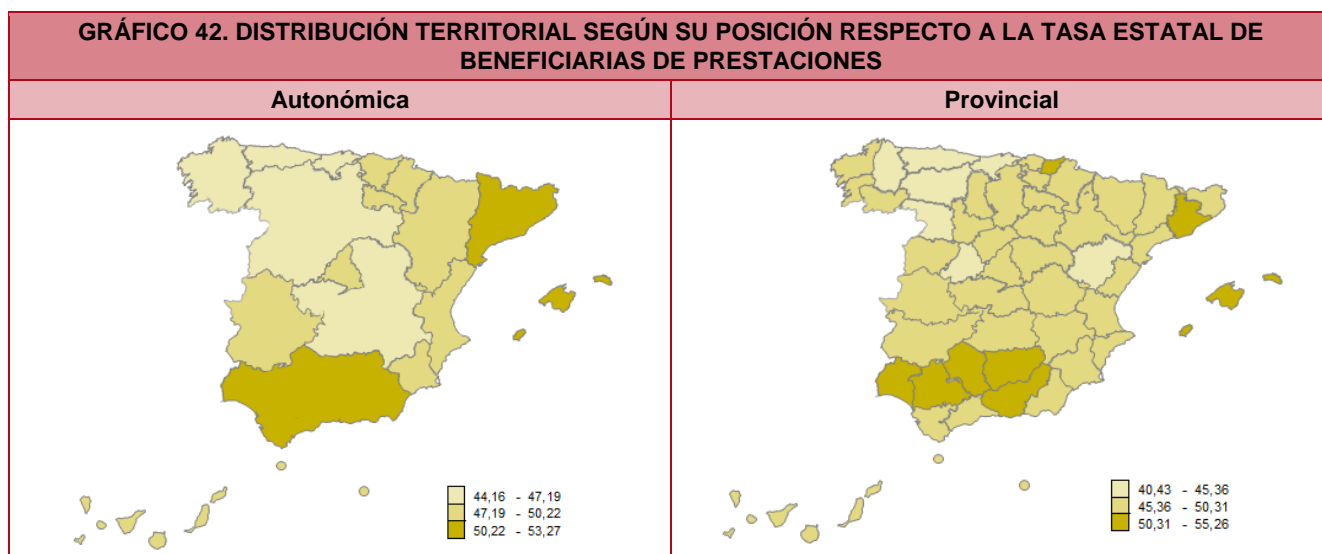 GRÁFICO 42. DISTRIBUCIÓN TERRITORIAL SEGÚN SU POSICIÓN RESPECTO A LA TASA ESTATAL DE
BENEFICIARIAS DE PRESTACIONES
Autonómica
Provincial
44,16 - 47,19
47,19 - 50,22
50,22 - 53,27
40,43 - 45,36
45,36 - 50,31
50,31 - 55,26